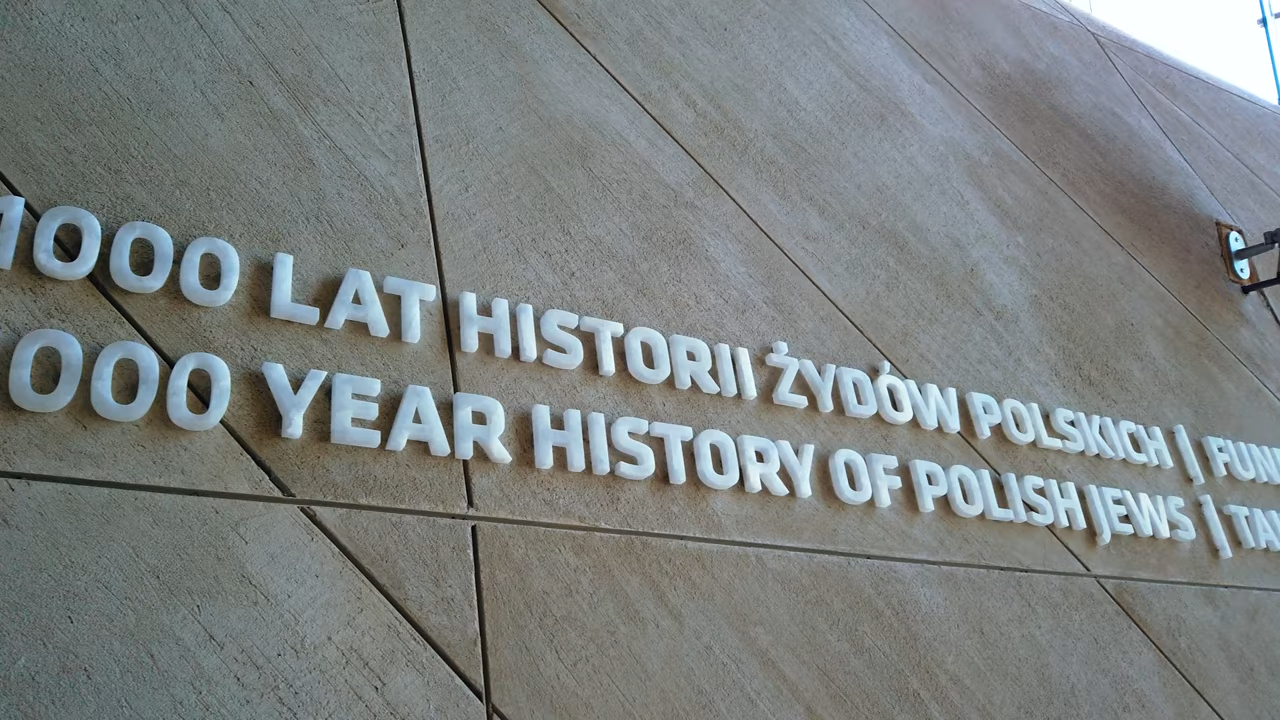 1000 LAT HISTORII ŻYDÓW POLSKICH |
000 YEAR HISTORY OF POLISH JEWS |